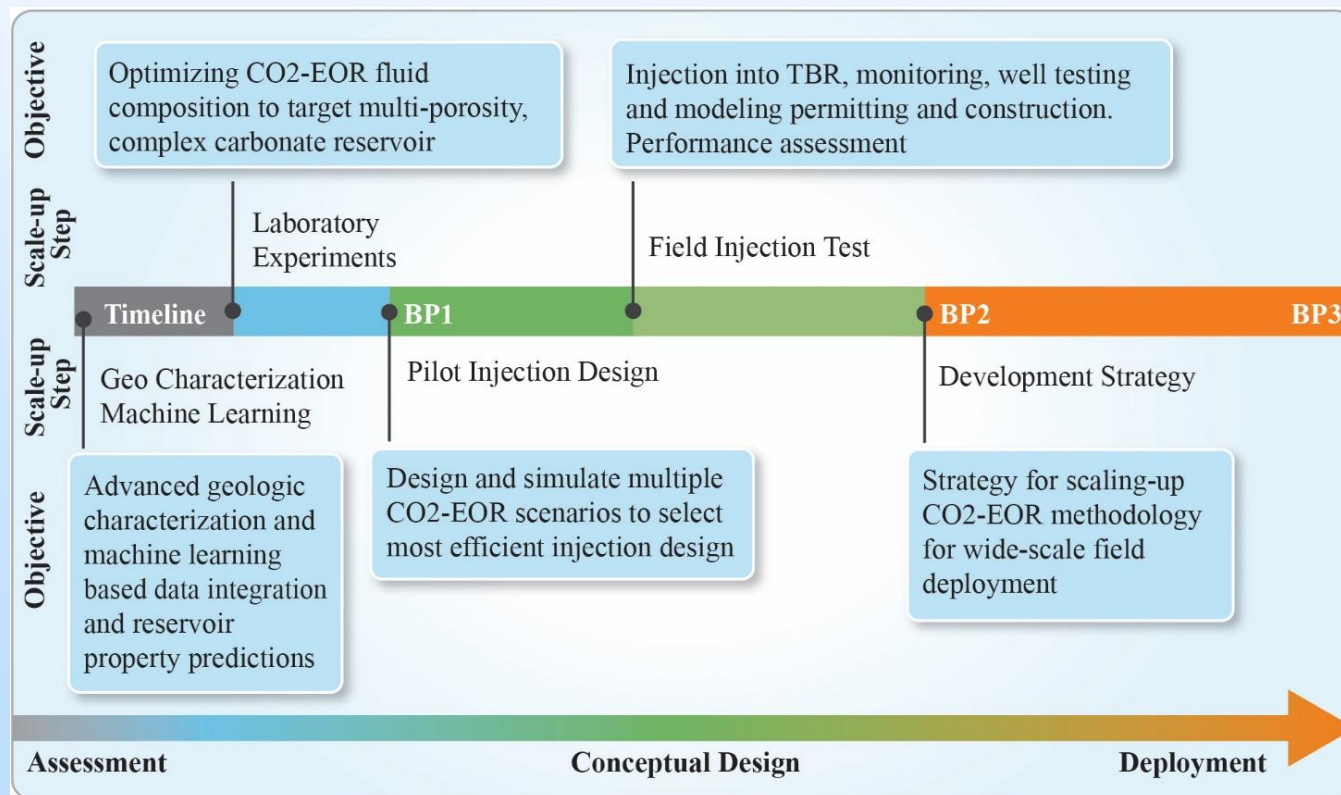 Objective
Optimizing CO2-EOR fluid
composition to target multi-porosity,
complex carbonate reservoir
Injection into TBR, monitoring, well testing
and modeling permitting and construction.
Performance assessment
Scale-up
Step
Laboratory
Experiments
Field Injection Test
Timeline
BP1
BP2
BP3
Scale-up
Step
Geo Characterization
Machine Learning
Pilot Injection Design
Development Strategy
Objective
Advanced geologic
characterization and
machine learning
based data integration
and reservoir
property predictions
Design and simulate multiple
CO2-EOR scenarios to select
most efficient injection design
Strategy for scaling-up
CO2-EOR methodology
for wide-scale field
deployment
Assessment
Conceptual Design
Deployment